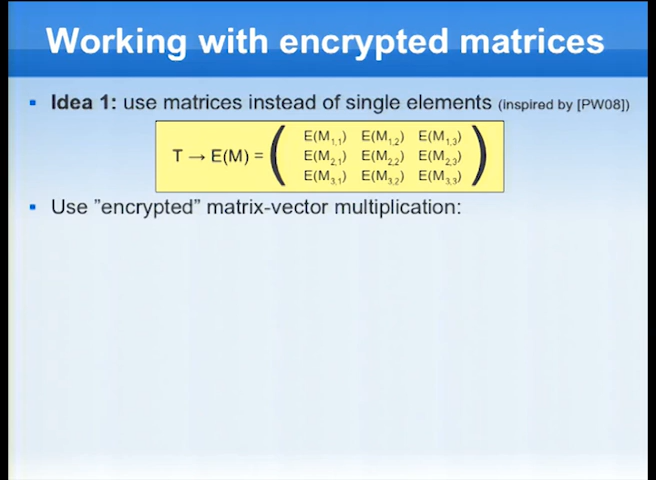 Working with encrypted matrices
▪ Idea 1: use matrices instead of single elements (inspired by [PW08])
E(M1,1) E(M1,2) E(M1,3)
T → E(M) = ( E(M2,1) E(M2,2) E(M2,3) )
E(M3,1) E(M3,2) E(M3,3)
▪ Use ”encrypted” matrix-vector multiplication: